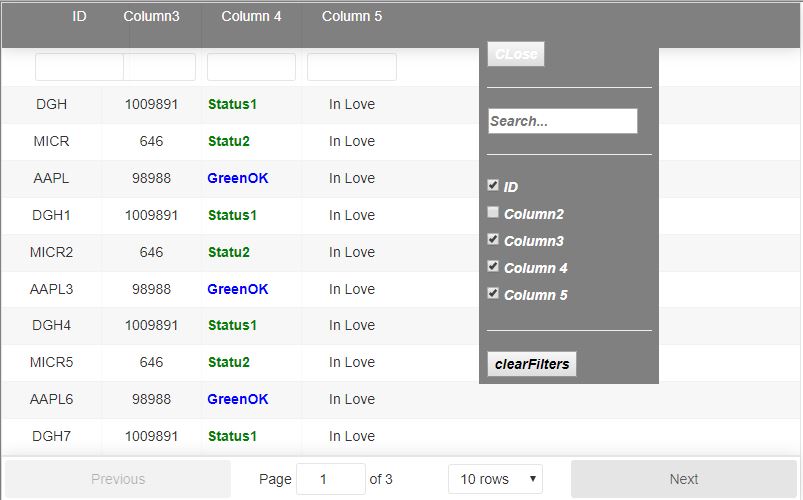 ID Column3 Column 4 Column 5
CLose
Search...
DGH 1009891 Status1 In Love
MICR 646 Statu2 In Love
AAPL 98988 GreenOK In Love
DGH1 1009891 Status1 In Love
MICR2 646 Statu2 In Love
AAPL3 98988 GreenOK In Love
DGH4 1009891 Status1 In Love
MICR5 646 Statu2 In Love
AAPL6 98988 GreenOK In Love
DGH7 1009891 Status1 In Love
ID
Column2
Column3
Column 4
Column 5
clearFilters
Previous Page 1 of 3 10 rows Next